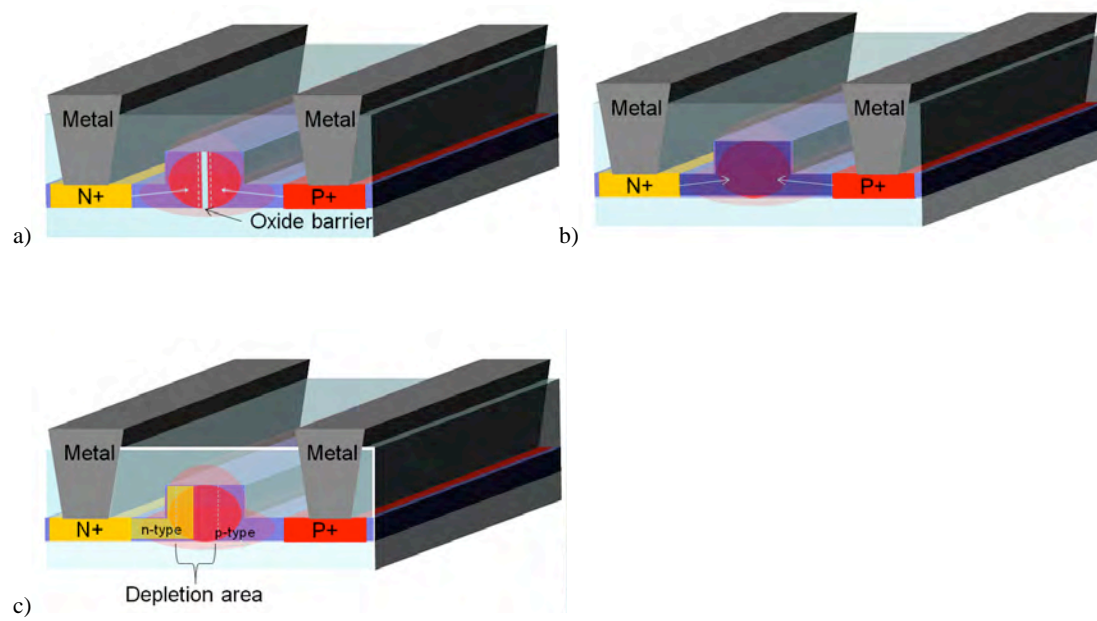 Metal Metal
N+ P+
Oxide barrier
a)
Metal Metal
N+ P+
b)
Metal Metal
N+ n-type p-type P+
Depletion area
c)